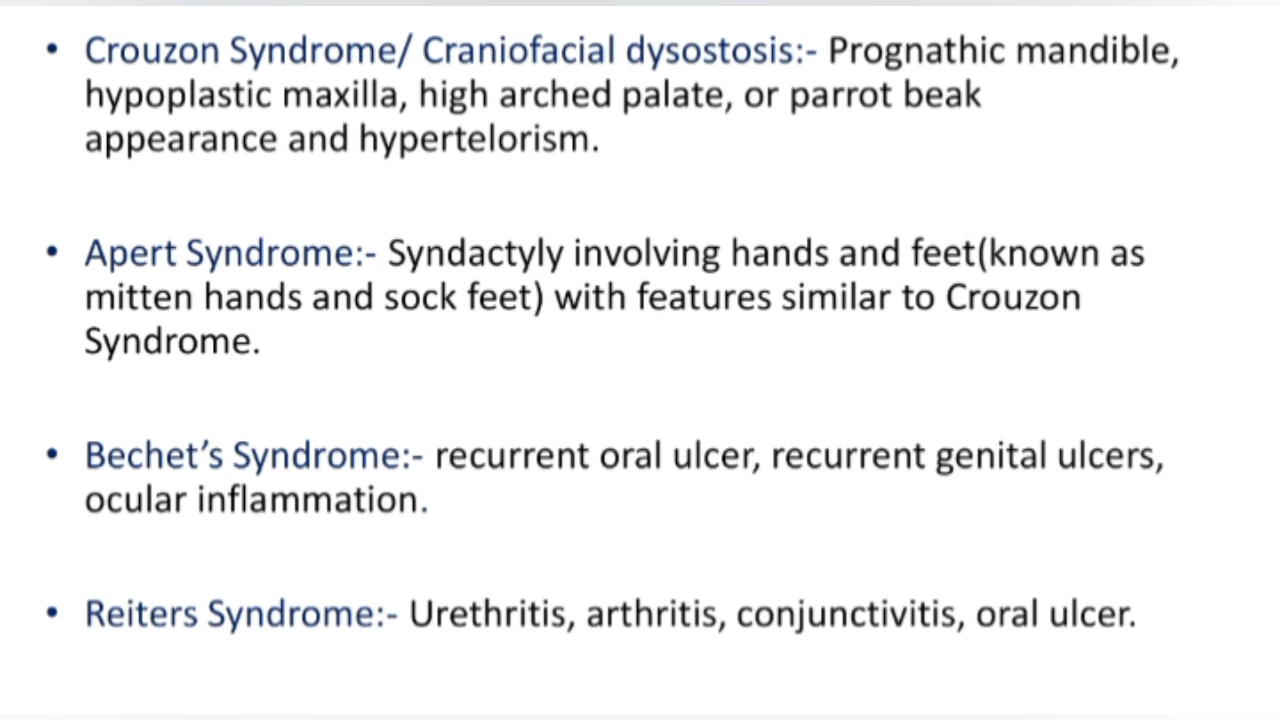 • Crouzon Syndrome/ Craniofacial dysostosis:- Prognathic mandible,
hypoplastic maxilla, high arched palate, or parrot beak
appearance and hypertelorism.
• Apert Syndrome:- Syndactyly involving hands and feet(known as
mitten hands and sock feet) with features similar to Crouzon
Syndrome.
• Bechet’s Syndrome:- recurrent oral ulcer, recurrent genital ulcers,
ocular inflammation.
• Reiters Syndrome:- Urethritis, arthritis, conjunctivitis, oral ulcer.